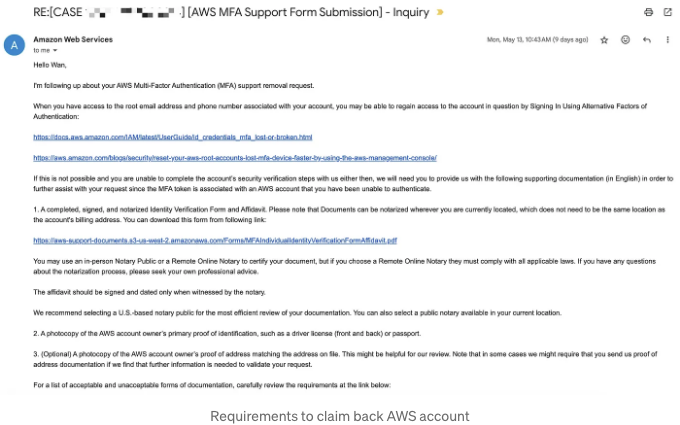 RE:[CASE ] [AWS MFA Support Form Submission] - Inquiry
A
Amazon Web Services
Mon, May 13, 10:43 AM (9 days ago)
to me
Hello Wan,
I'm following up about your AWS Multi-Factor Authentication (MFA) support removal request.
When you have access to the root email address and phone number associated with your account, you may be able to regain access to the account in question by Signing In Using Alternative Factors of
Authentication:
https://docs.aws.amazon.com/IAM/latest/UserGuide/id_credentials_mfa_lost-or-broken.html
https://aws.amazon.com/blogs/security/reset-your-aws-root-accounts-lost-mfa-device-faster-by-using-the-aws-management-console/
If this is not possible and you are unable to complete the account's security verification steps with us either then, we will need you to provide us with the following supporting documentation (in English) in order to
further assist with your request since the MFA token is associated with an AWS account that you have been unable to authenticate.
1. A completed, signed, and notarized Identity Verification Form and Affidavit. Please note that Documents can be notarized wherever you are currently located, which does not need to be the same location as
the account's billing address. You can download this form from following link:
https://aws-support-documents.s3-us-west-2.amazonaws.com/Forms/MFAIndividualIdentityVerificationFormAffidavit.pdf
You may use an in-person Notary Public or a Remote Online Notary to certify your document, but if you choose a Remote Online Notary they must comply with all applicable laws. If you have any questions
about the notarization process, please seek your own professional advice.
The affidavit should be signed and dated only when witnessed by the notary.
We recommend selecting a U.S.-based notary public for the most efficient review of your documentation. You can also select a public notary available in your current location.
2. A photocopy of the AWS account owner's primary proof of identification, such as a driver license (front and back) or passport.
3. (Optional) A photocopy of the AWS account owner's proof of address matching the address on file. This might be helpful for our review. Note that in some cases we might require that you send us proof of
address documentation if we find that further information is needed to validate your request.
For a list of acceptable and unacceptable forms of documentation, carefully review the requirements at the link below:
Requirements to claim back AWS account